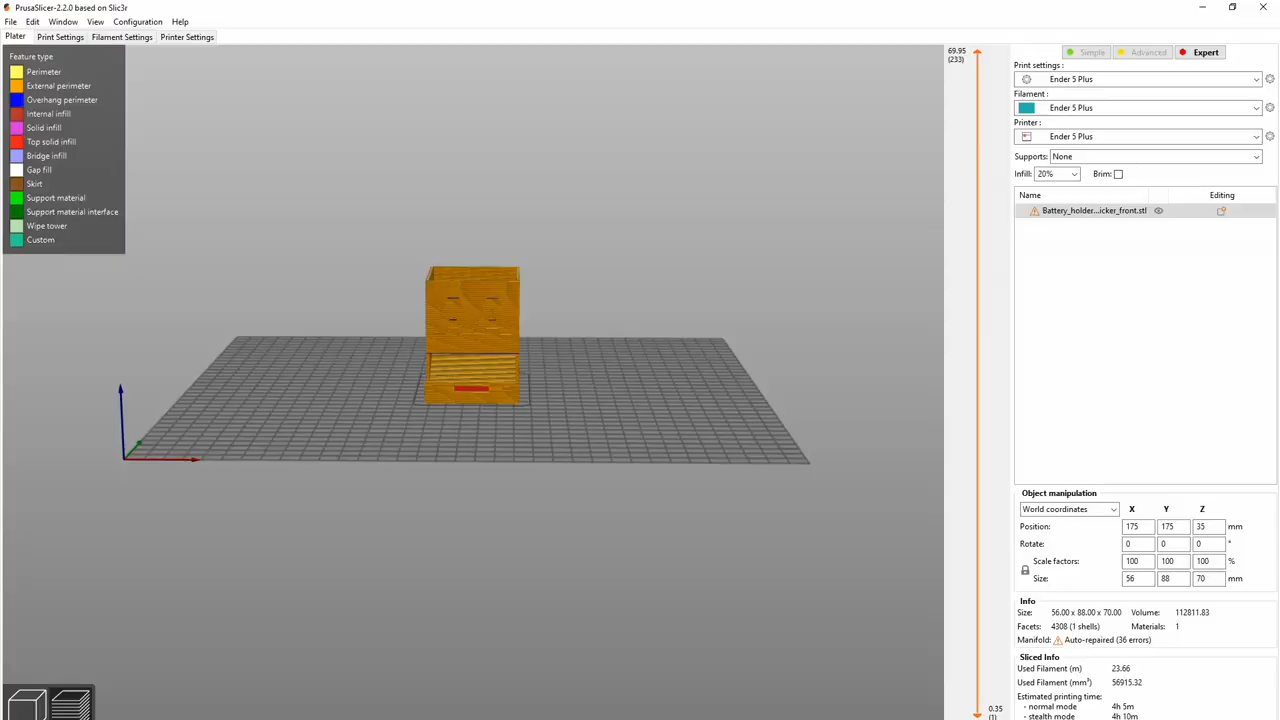 PrusaSlicer-2.2.0 based on Slic3r
File Edit Window View Configuration Help
Plater Print Settings Filament Settings Printer Settings
Feature type
Perimeter
External perimeter
Overhang perimeter
Internal infill
Solid infill
Top solid infill
Bridge infill
Gap fill
Skirt
Support material
Support material interface
Wipe tower
Custom
69.95
(233)
0.35
(1)
Simple Advanced Expert
Print settings :
Ender 5 Plus
Filament :
Ender 5 Plus
Printer :
Ender 5 Plus
Supports: None
Infill: 20% Brim:
Name Editing
Battery_holder...icker_front.stl
Object manipulation
World coordinates X Y Z
Position: 175 175 35 mm
Rotate: 0 0 0 °
Scale factors: 100 100 100 %
Size: 56 88 70 mm
Info
Size: 56.00 x 88.00 x 70.00 Volume: 112811.83
Facets: 4308 (1 shells) Materials: 1
Manifold: Auto-repaired (36 errors)
Sliced Info
Used Filament (m) 23.66
Used Filament (mm³) 56915.32
Estimated printing time:
- normal mode 4h 5m
- stealth mode 4h 10m